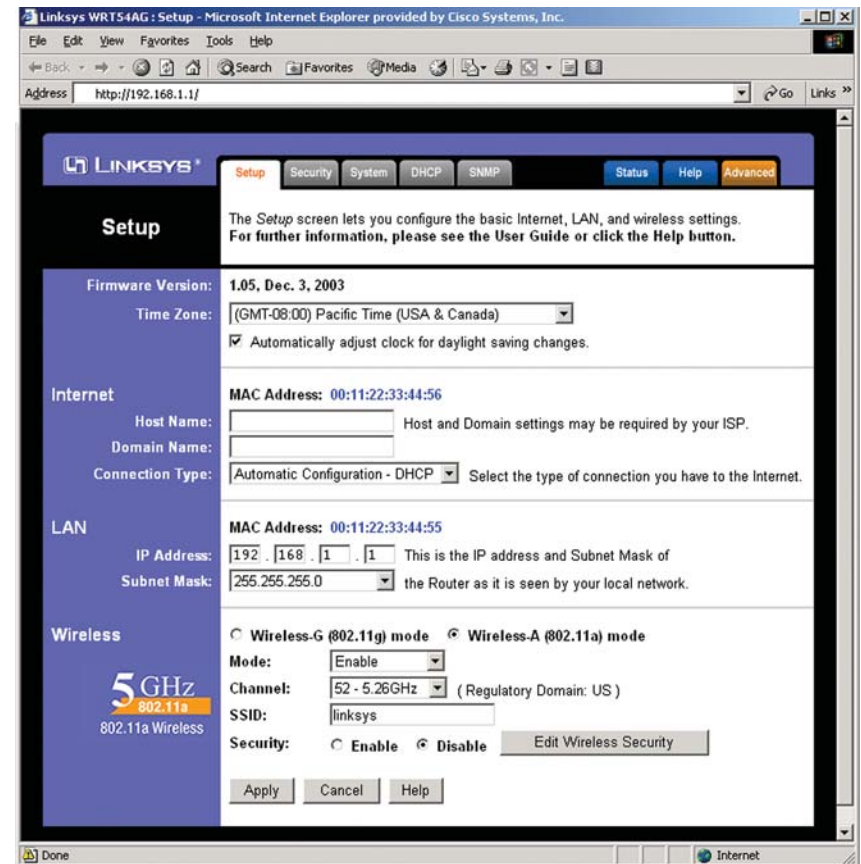 Linksys WRT54AG : Setup - Microsoft Internet Explorer provided by Cisco Systems, Inc.
File Edit View Favorites Tools Help
Back Search Favorites Media
Address http://192.168.1.1/ Go Links »
LINKSYS®
Setup Security System DHCP SNMP Status Help Advanced
Setup
The Setup screen lets you configure the basic Internet, LAN, and wireless settings.
For further information, please see the User Guide or click the Help button.
Firmware Version: 1.05, Dec. 3, 2003
Time Zone: (GMT-08:00) Pacific Time (USA & Canada)
Automatically adjust clock for daylight saving changes.
Internet MAC Address: 00:11:22:33:44:56
Host Name: Host and Domain settings may be required by your ISP.
Domain Name:
Connection Type: Automatic Configuration - DHCP Select the type of connection you have to the Internet.
LAN MAC Address: 00:11:22:33:44:55
IP Address: 192 . 168 . 1 . 1 This is the IP address and Subnet Mask of
Subnet Mask: 255.255.255.0 the Router as it is seen by your local network.
Wireless Wireless-G (802.11g) mode Wireless-A (802.11a) mode
Mode: Enable
Channel: 52 - 5.26GHz ( Regulatory Domain: US )
SSID: linksys
Security: Enable Disable Edit Wireless Security
5 GHz
802.11a
802.11a Wireless
Apply Cancel Help
Done Internet